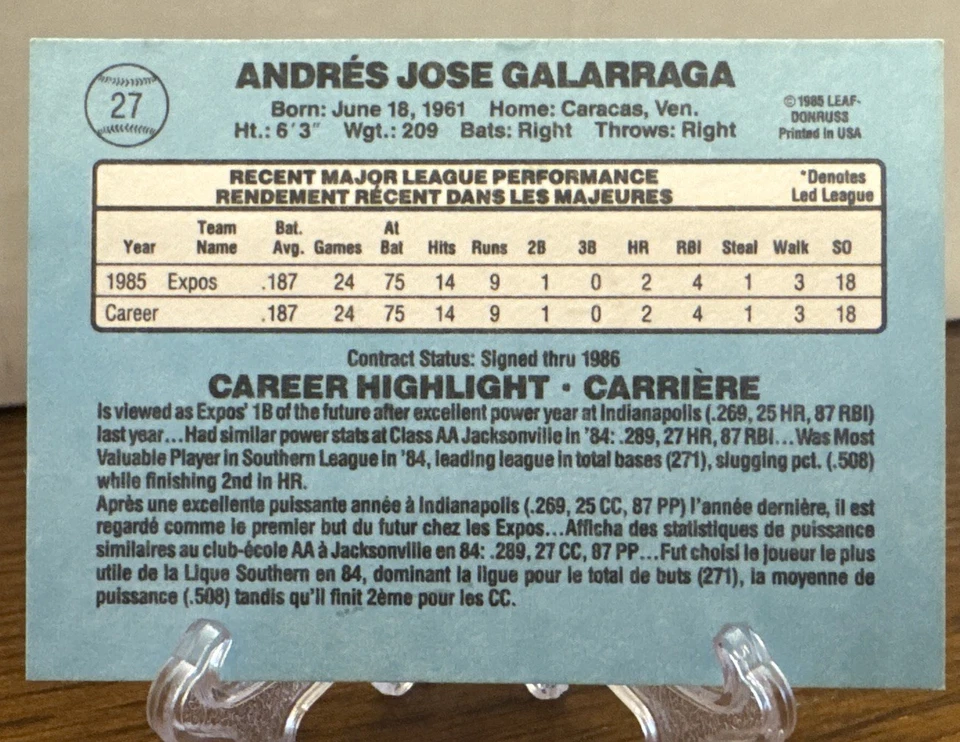 27
ANDRÉS JOSE GALARRAGA
Born: June 18, 1961 Home: Caracas, Ven.
Ht.: 6'3" Wgt.: 209 Bats: Right Throws: Right
©1985 LEAF-
DONRUSS
Printed in USA
RECENT MAJOR LEAGUE PERFORMANCE
RENDEMENT RÉCENT DANS LES MAJEURES
*Denotes
Led League
Year Team Name Bat. Avg. Games At Bat Hits Runs 2B 3B HR RBI Steal Walk SO
1985 Expos .187 24 75 14 9 1 0 2 4 1 3 18
Career .187 24 75 14 9 1 0 2 4 1 3 18
Contract Status: Signed thru 1986
CAREER HIGHLIGHT · CARRIÈRE
Is viewed as Expos' 1B of the future after excellent power year at Indianapolis (.269, 25 HR, 87 RBI)
last year...Had similar power stats at Class AA Jacksonville in '84: .289, 27 HR, 87 RBI...Was Most
Valuable Player in Southern League in '84, leading league in total bases (271), slugging pct. (.508)
while finishing 2nd in HR.
Après une excellente puissante année à Indianapolis (.269, 25 CC, 87 PP) l'année dernière, il est
regardé comme le premier but du futur chez les Expos...Afficha des statistiques de puissance
similaires au club-école AA à Jacksonville en 84: .289, 27 CC, 87 PP...Fut choisi le joueur le plus
utile de la Lique Southern en 84, dominant la ligue pour le total de buts (271), la moyenne de
puissance (.508) tandis qu'il finit 2ème pour les CC.